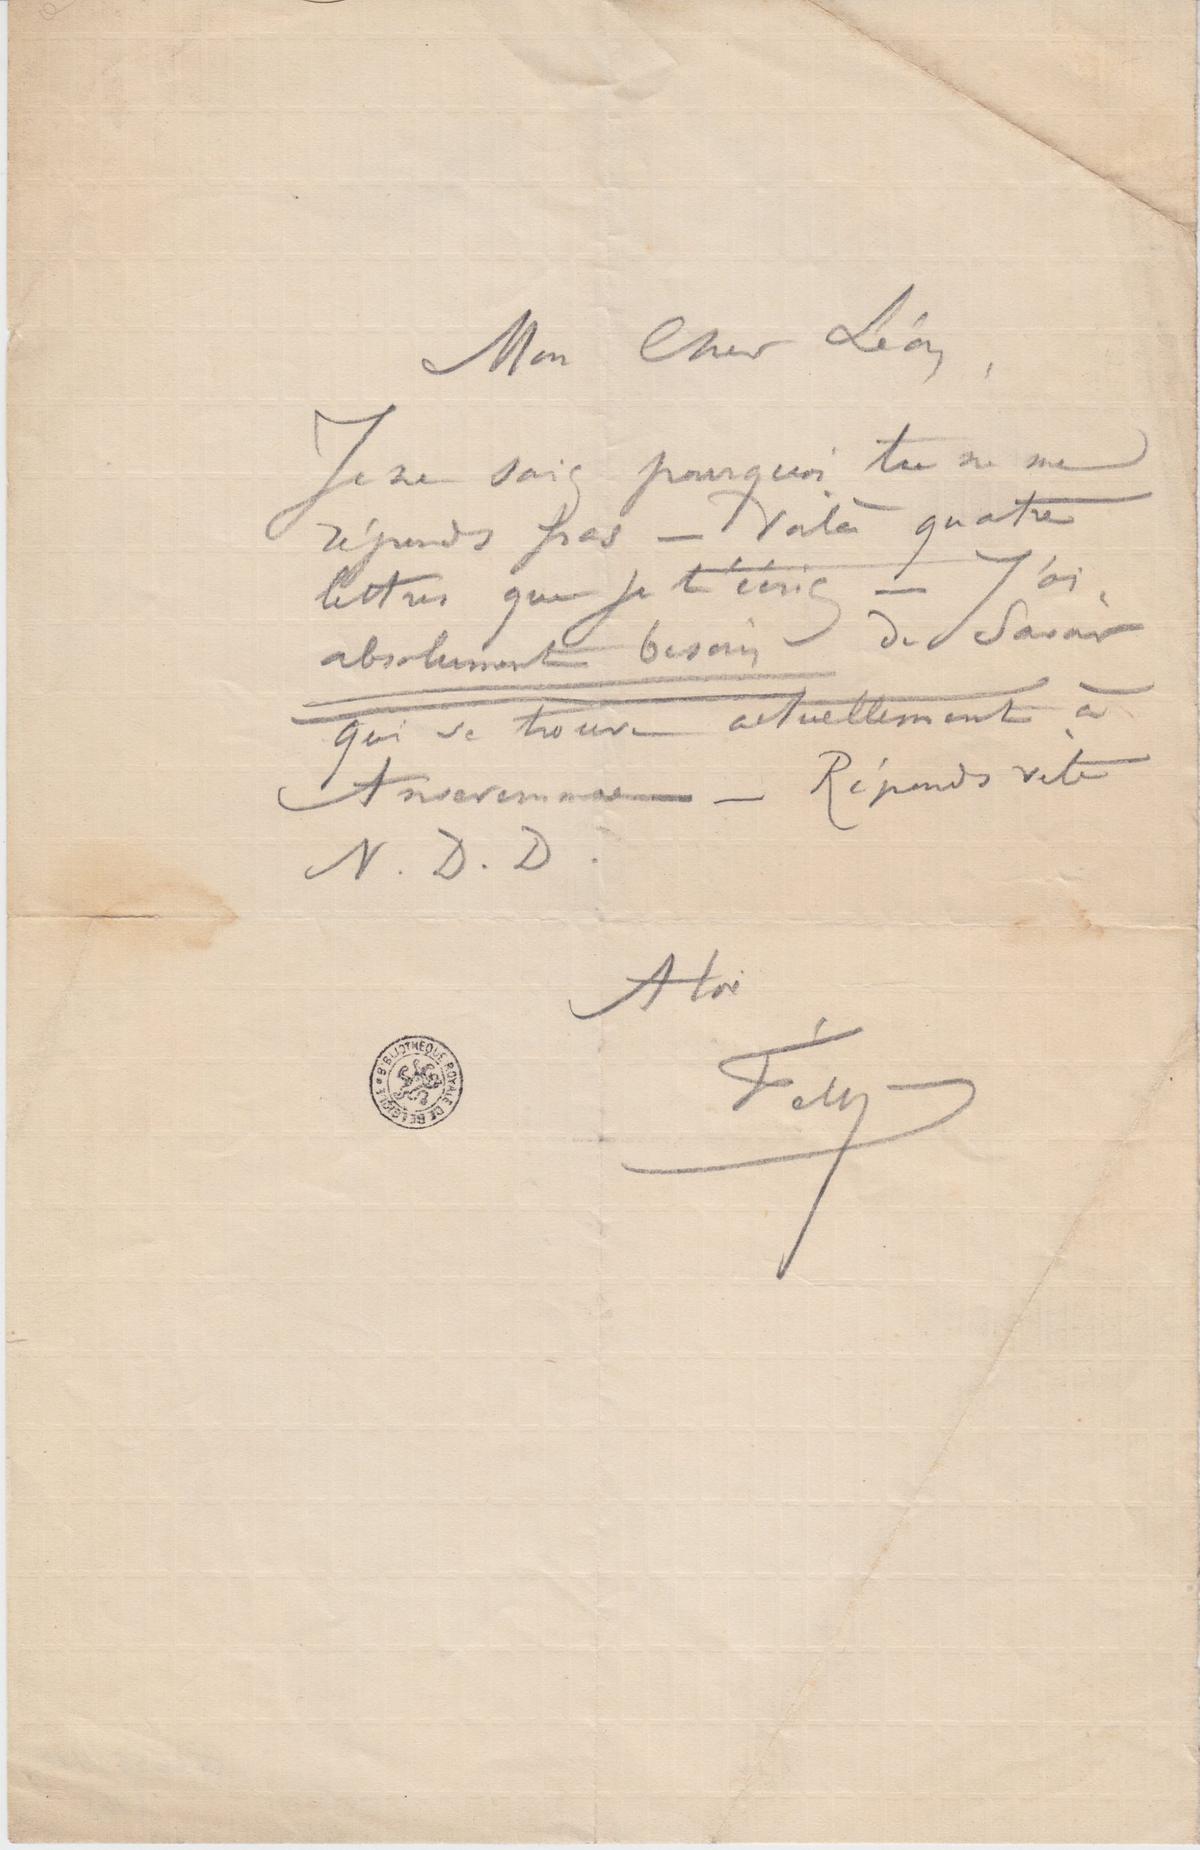 Mon Cher Léon,
Je ne sais pourquoi tu ne me
réponds pas — Voilà quatre
lettres que je t'écris — J'ai
absolument besoin de Savoir
qui se trouve actuellement à
Anseremme — Réponds vite
N. D. D.
A toi
Fély
BIBLIOTHEQUE ROYALE DE BELGIQUE